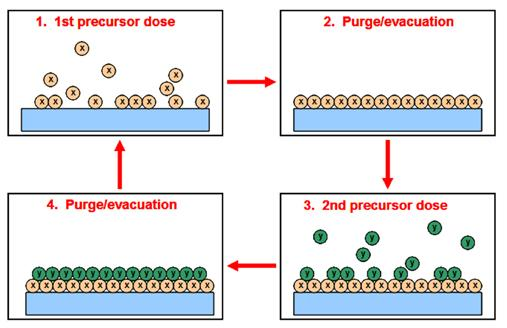 1. 1st precursor dose
x
x
x x
x x
x x x x x x x x
2. Purge/evacuation
x x x x x x x x x x x x x x
3. 2nd precursor dose
y
y y y
y
y
y y y y y y y
x x x x x x x x x x x x x x
4. Purge/evacuation
y y y y y y y y y y y y y
x x x x x x x x x x x x x x